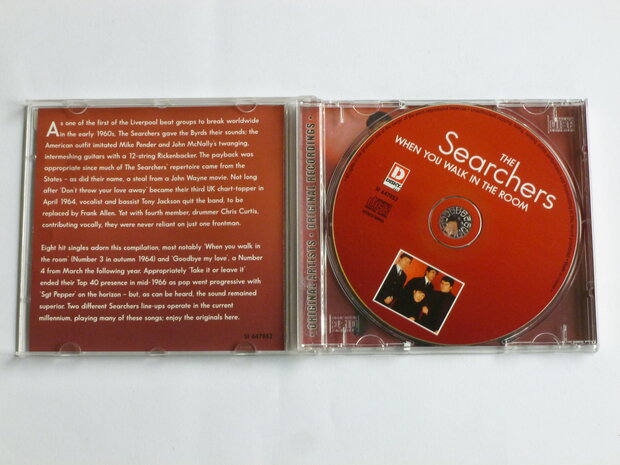 As one of the first of the Liverpool beat groups to break worldwide
in the early 1960s, The Searchers gave the Byrds their sounds; the
American outfit imitated Mike Pender and John McNally's twanging,
intermeshing guitars with a 12-string Rickenbacker. The payback was
appropriate since much of The Searchers' repertoire came from the
States – as did their name, a steal from a John Wayne movie. Not long
after 'Don't throw your love away' became their third UK chart-topper in
April 1964, vocalist and bassist Tony Jackson quit the band, to be
replaced by Frank Allen. Yet with fourth member, drummer Chris Curtis,
contributing vocally, they were never reliant on just one frontman.
Eight hit singles adorn this compilation, most notably 'When you walk in
the room' (Number 3 in autumn 1964) and 'Goodbye my love', a Number
4 from March the following year. Appropriately 'Take it or leave it'
ended their Top 40 presence in mid-1966 as pop went progressive with
'Sgt Pepper' on the horizon – but, as can be heard, the sound remained
superior. Two different Searchers line-ups operate in the current
millennium, playing many of these songs; enjoy the originals here.
SI 647852
ORIGINAL ARTISTS • ORIGINAL RECORDINGS
THE
Searchers
WHEN YOU WALK IN THE ROOM
D
SI 647852
COMPACT
disc
DIGITAL AUDIO